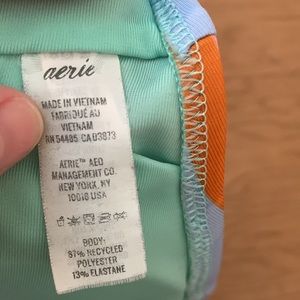 aerie
MADE IN VIETNAM
FABRIQUÉ AU
VIETNAM
RN 54485 CA 03873
AERIE™ AEO
MANAGEMENT CO.
NEW YORK, NY
10018 USA
BODY:
87% RECYCLED
POLYESTER
13% ELASTANE